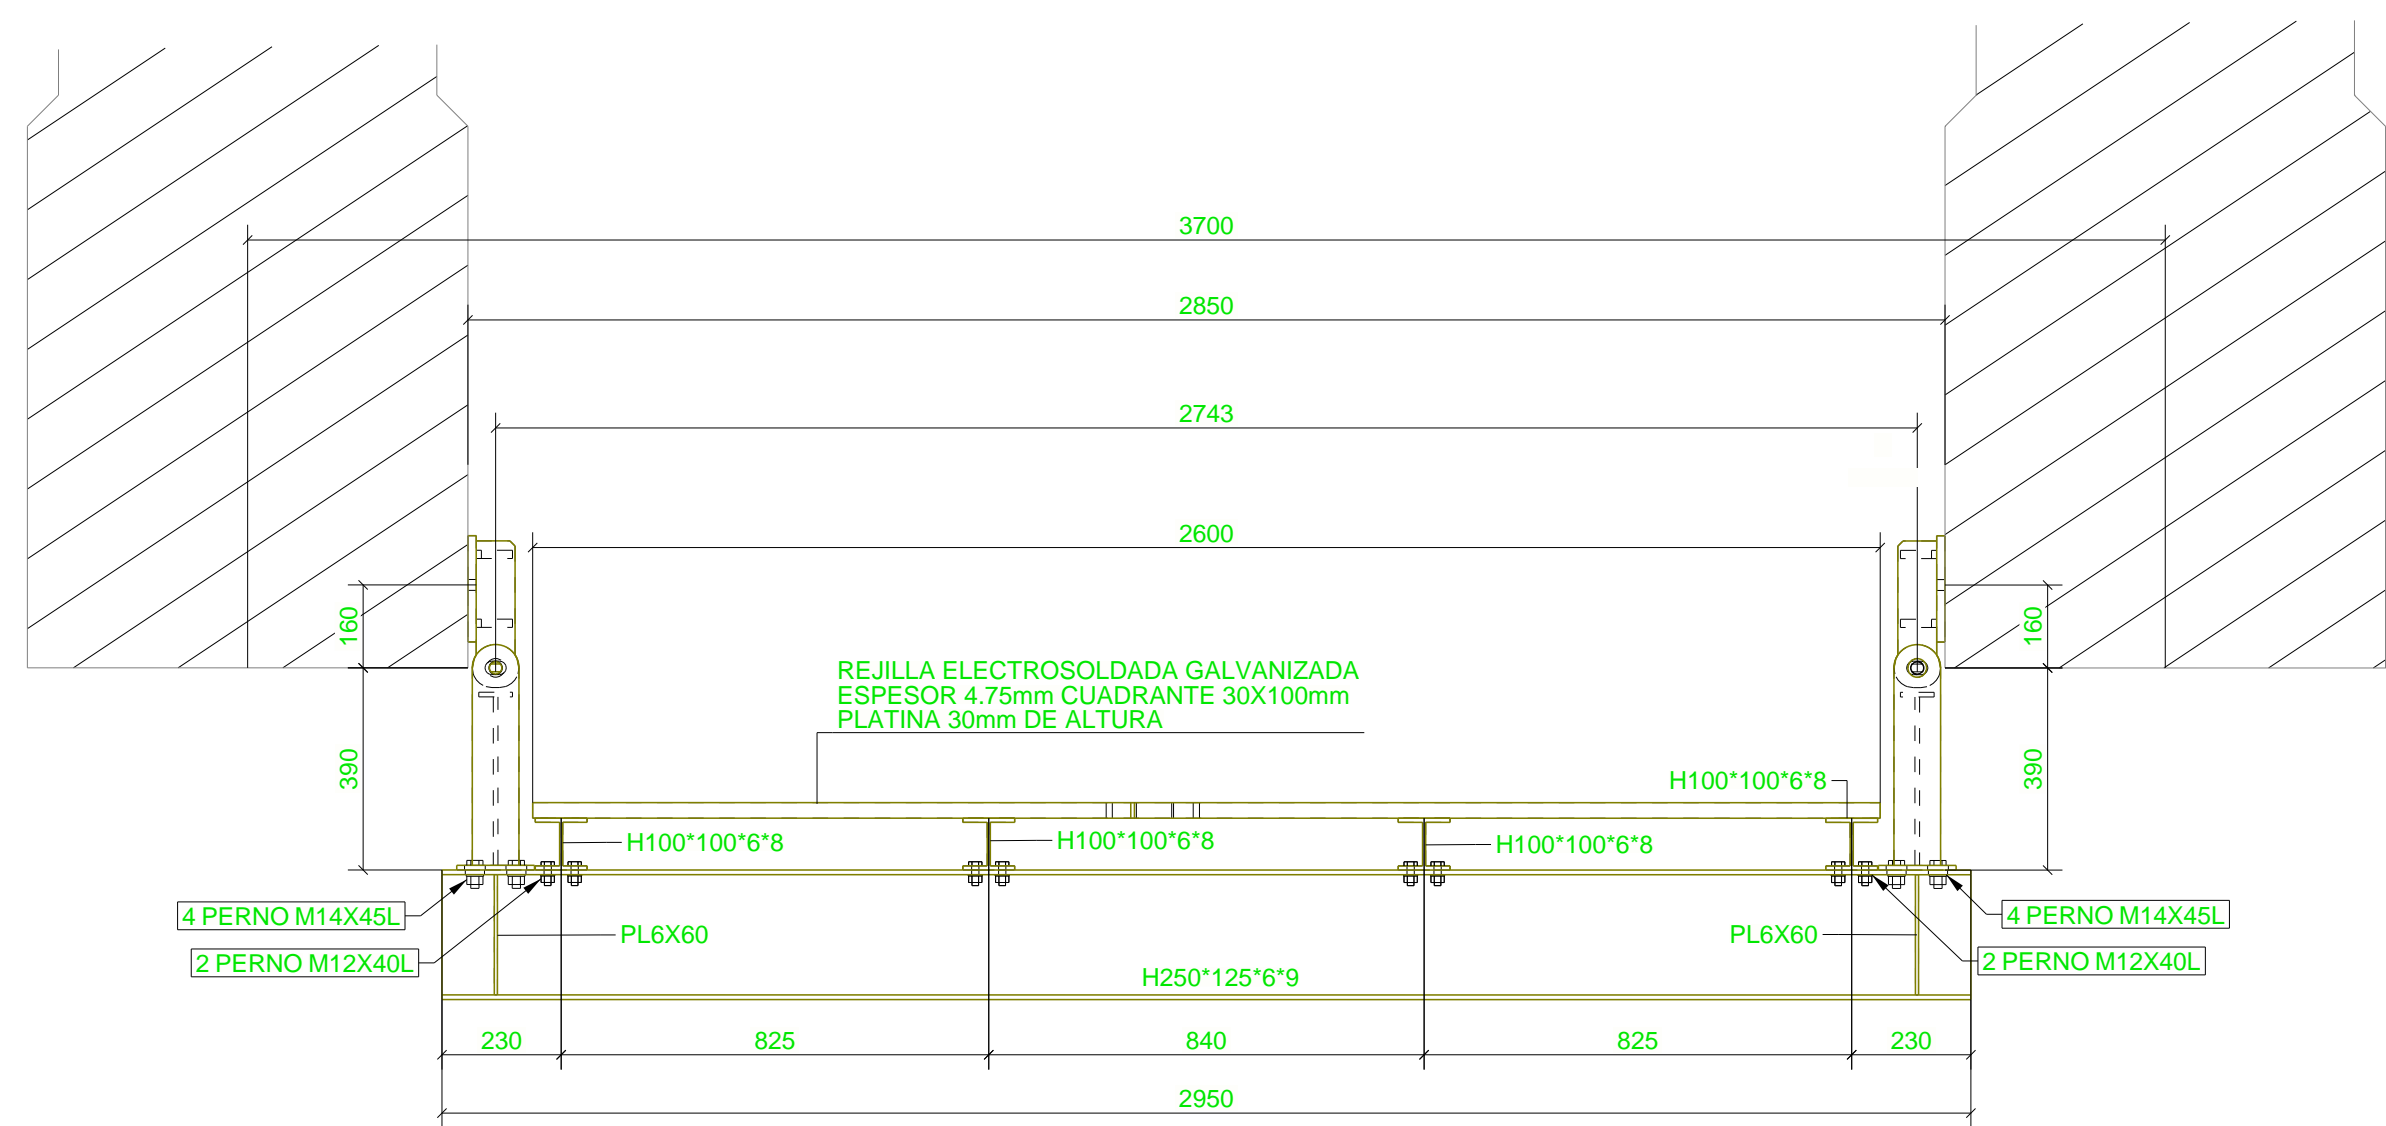 3700
2850
2743
2600
160
160
REJILLA ELECTROSOLDADA GALVANIZADA
ESPESOR 4.75mm CUADRANTE 30X100mm
PLATINA 30mm DE ALTURA
390
390
H100*100*6*8
H100*100*6*8
H100*100*6*8
H100*100*6*8
4 PERNO M14X45L
4 PERNO M14X45L
PL6X60
PL6X60
2 PERNO M12X40L
2 PERNO M12X40L
H250*125*6*9
230
825
840
825
230
2950